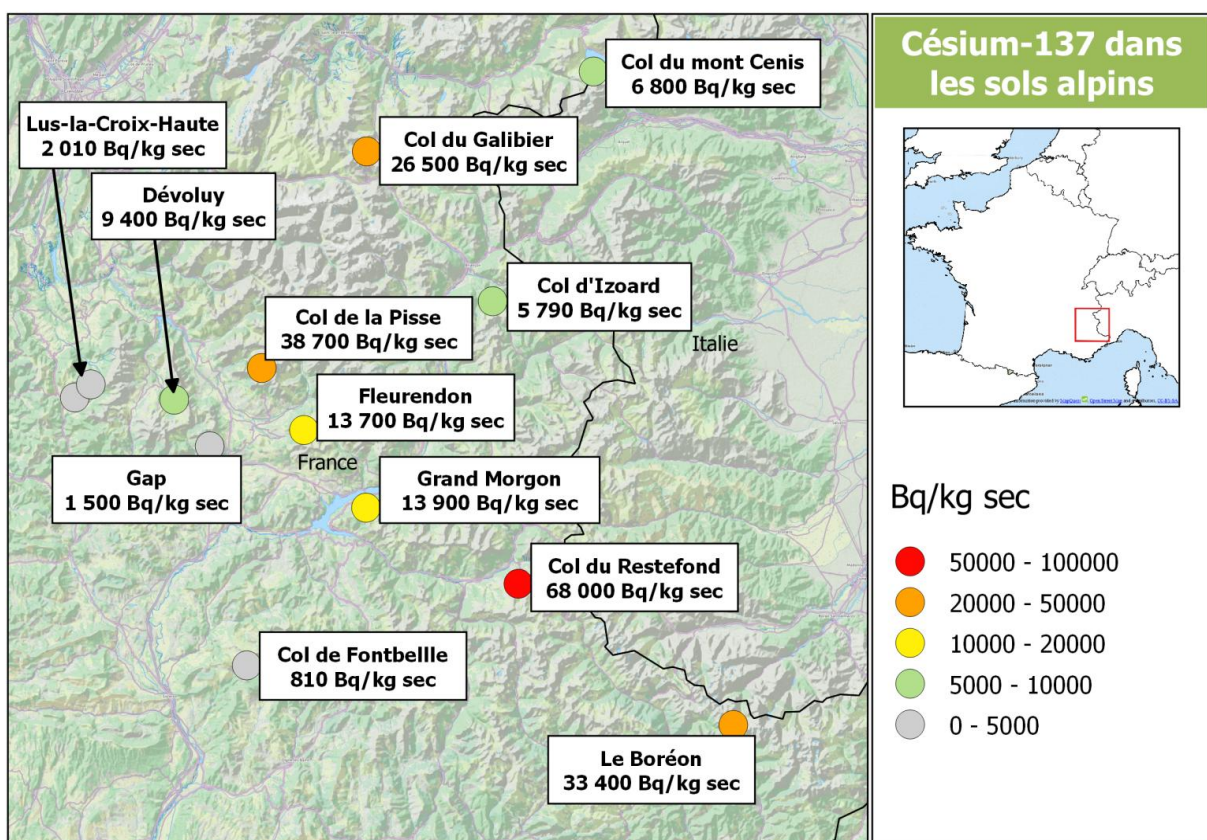 Césium-137 dans
les sols alpins
Col du mont Cenis
6 800 Bq/kg sec
Lus-la-Croix-Haute
2 010 Bq/kg sec
Col du Galibier
26 500 Bq/kg sec
Dévoluy
9 400 Bq/kg sec
Col d'Izoard
5 790 Bq/kg sec
Col de la Pisse
38 700 Bq/kg sec
Italie
Fleurendon
13 700 Bq/kg sec
France
Gap
1 500 Bq/kg sec
Grand Morgon
13 900 Bq/kg sec
Col du Restefond
68 000 Bq/kg sec
Col de Fontbellle
810 Bq/kg sec
Le Boréon
33 400 Bq/kg sec
Bq/kg sec
50000 - 100000
20000 - 50000
10000 - 20000
5000 - 10000
0 - 5000